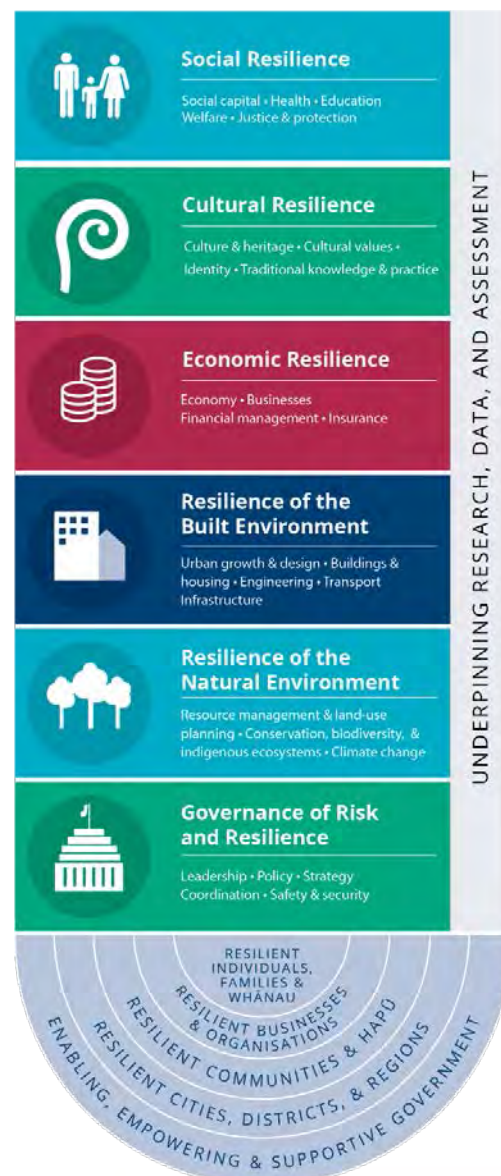 Social Resilience
Social capital • Health • Education
Welfare • Justice & protection
Cultural Resilience
Culture & heritage • Cultural values •
Identity • Traditional knowledge & practice
Economic Resilience
Economy • Businesses
Financial management • Insurance
Resilience of the
Built Environment
Urban growth & design • Buildings &
housing • Engineering • Transport
Infrastructure
Resilience of the
Natural Environment
Resource management & land-use
planning • Conservation, biodiversity, &
indigenous ecosystems • Climate change
Governance of Risk
and Resilience
Leadership • Policy • Strategy
Coordination • Safety & security
UNDERPINNING RESEARCH, DATA, AND ASSESSMENT
RESILIENT
INDIVIDUALS,
FAMILIES &
WHĀNAU
RESILIENT BUSINESSES
& ORGANISATIONS
RESILIENT COMMUNITIES & HAPŪ
RESILIENT CITIES, DISTRICTS, & REGIONS
ENABLING, EMPOWERING & SUPPORTIVE GOVERNMENT